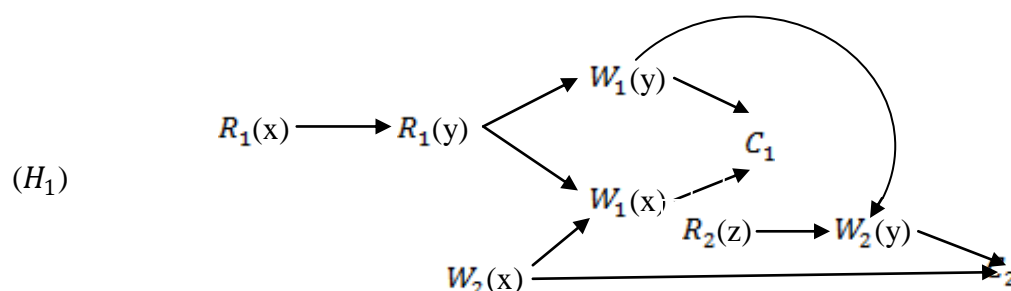 W₁(y)
R₁(x) R₁(y)
C₁
(H₁)
W₁(x)
R₂(z) W₂(y)
W₂(x)